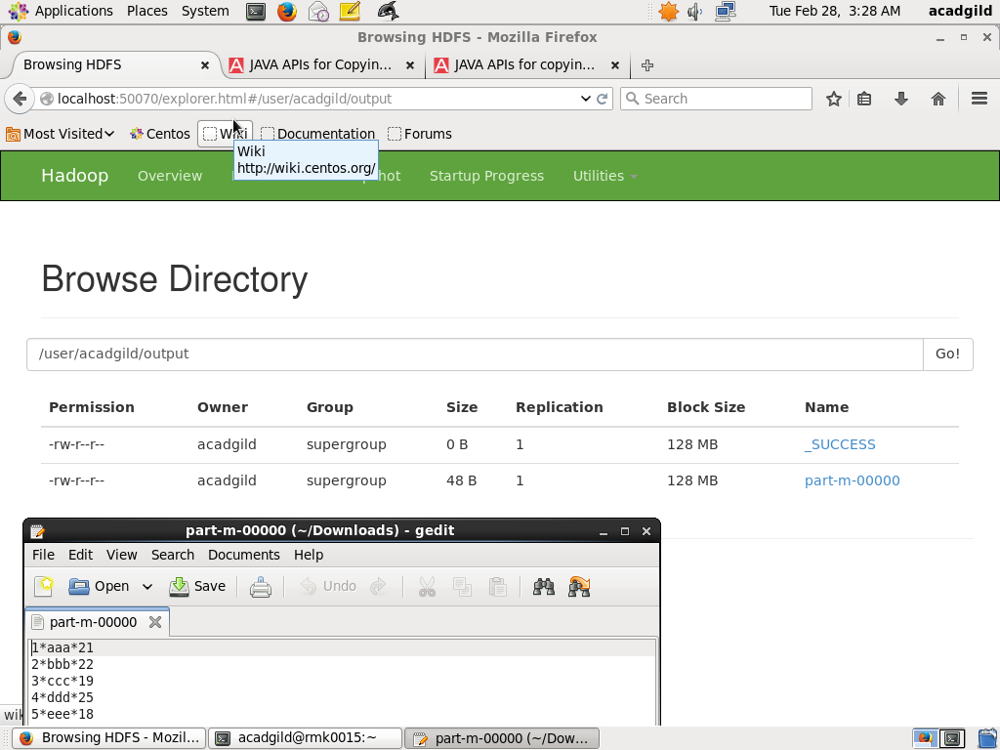 Applications Places System Tue Feb 28, 3:28 AM acadgild
Browsing HDFS - Mozilla Firefox
Browsing HDFS JAVA APIs for Copyin... JAVA APIs for copyin...
localhost:50070/explorer.html#/user/acadgild/output Search
Most Visited Centos Wiki Documentation Forums
Wiki
http://wiki.centos.org/
Hadoop Overview Startup Progress Utilities
Browse Directory
/user/acadgild/output Go!
Permission Owner Group Size Replication Block Size Name
-rw-r--r-- acadgild supergroup 0 B 1 128 MB _SUCCESS
-rw-r--r-- acadgild supergroup 48 B 1 128 MB part-m-00000
part-m-00000 (~/Downloads) - gedit
File Edit View Search Documents Help
Open Save Undo
part-m-00000
1*aaa*21
2*bbb*22
3*ccc*19
4*ddd*25
5*eee*18
Browsing HDFS - Mozil... acadgild@rmk0015:~ part-m-00000 (~/Dow...